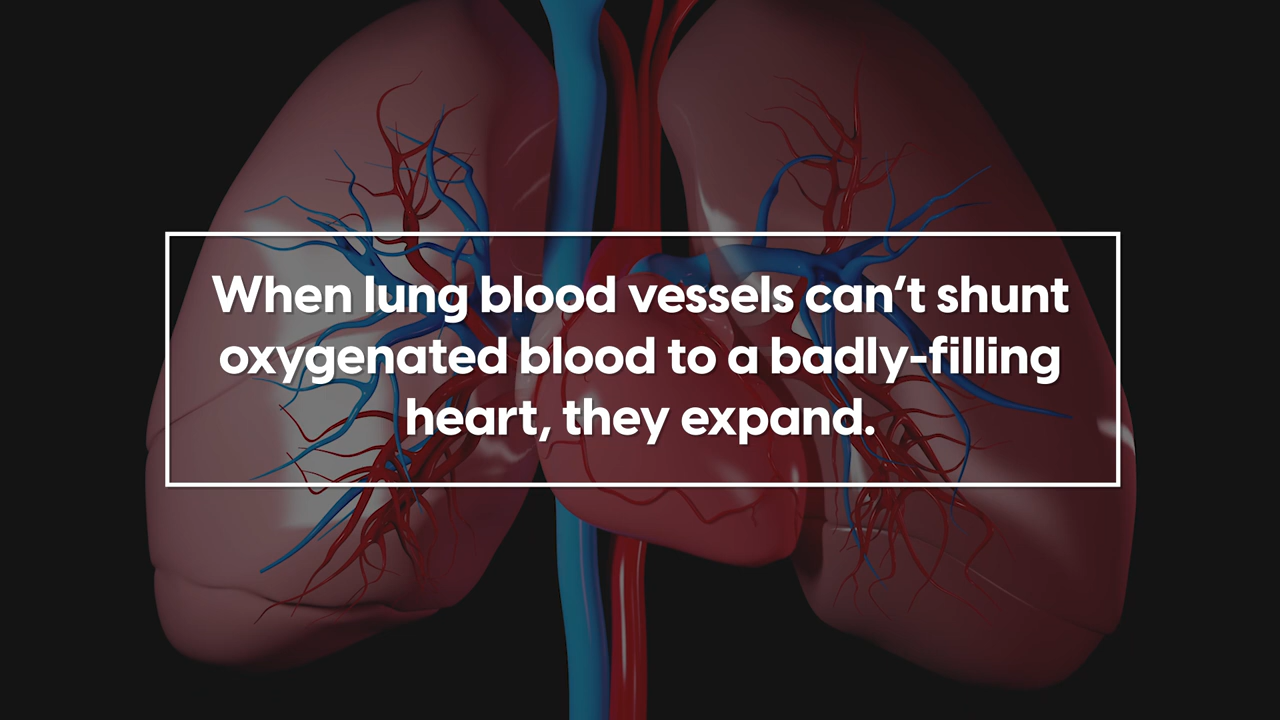 When lung blood vessels can’t shunt
oxygenated blood to a badly-filling
heart, they expand.